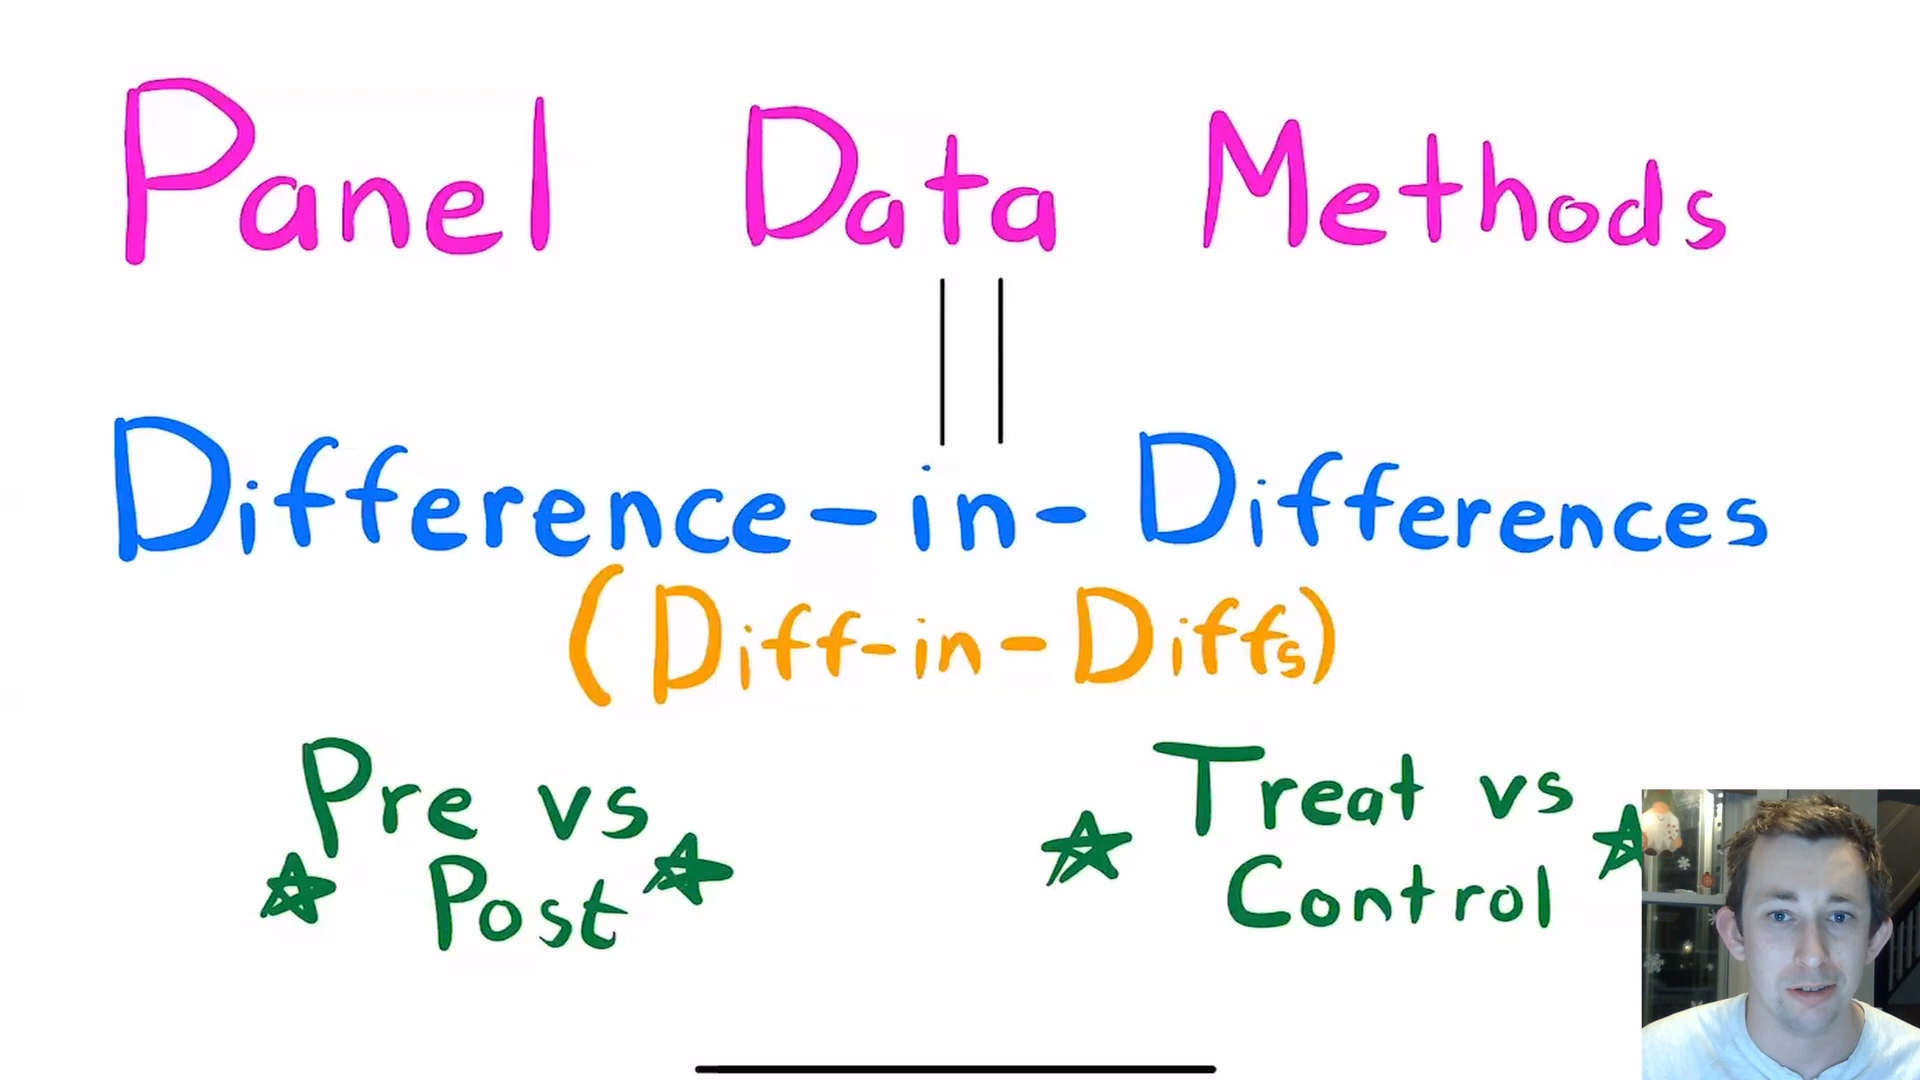 Panel Data Methods
Difference-in-Differences
(Diff-in-Diffs)
Pre vs
Post
Treat vs
Control